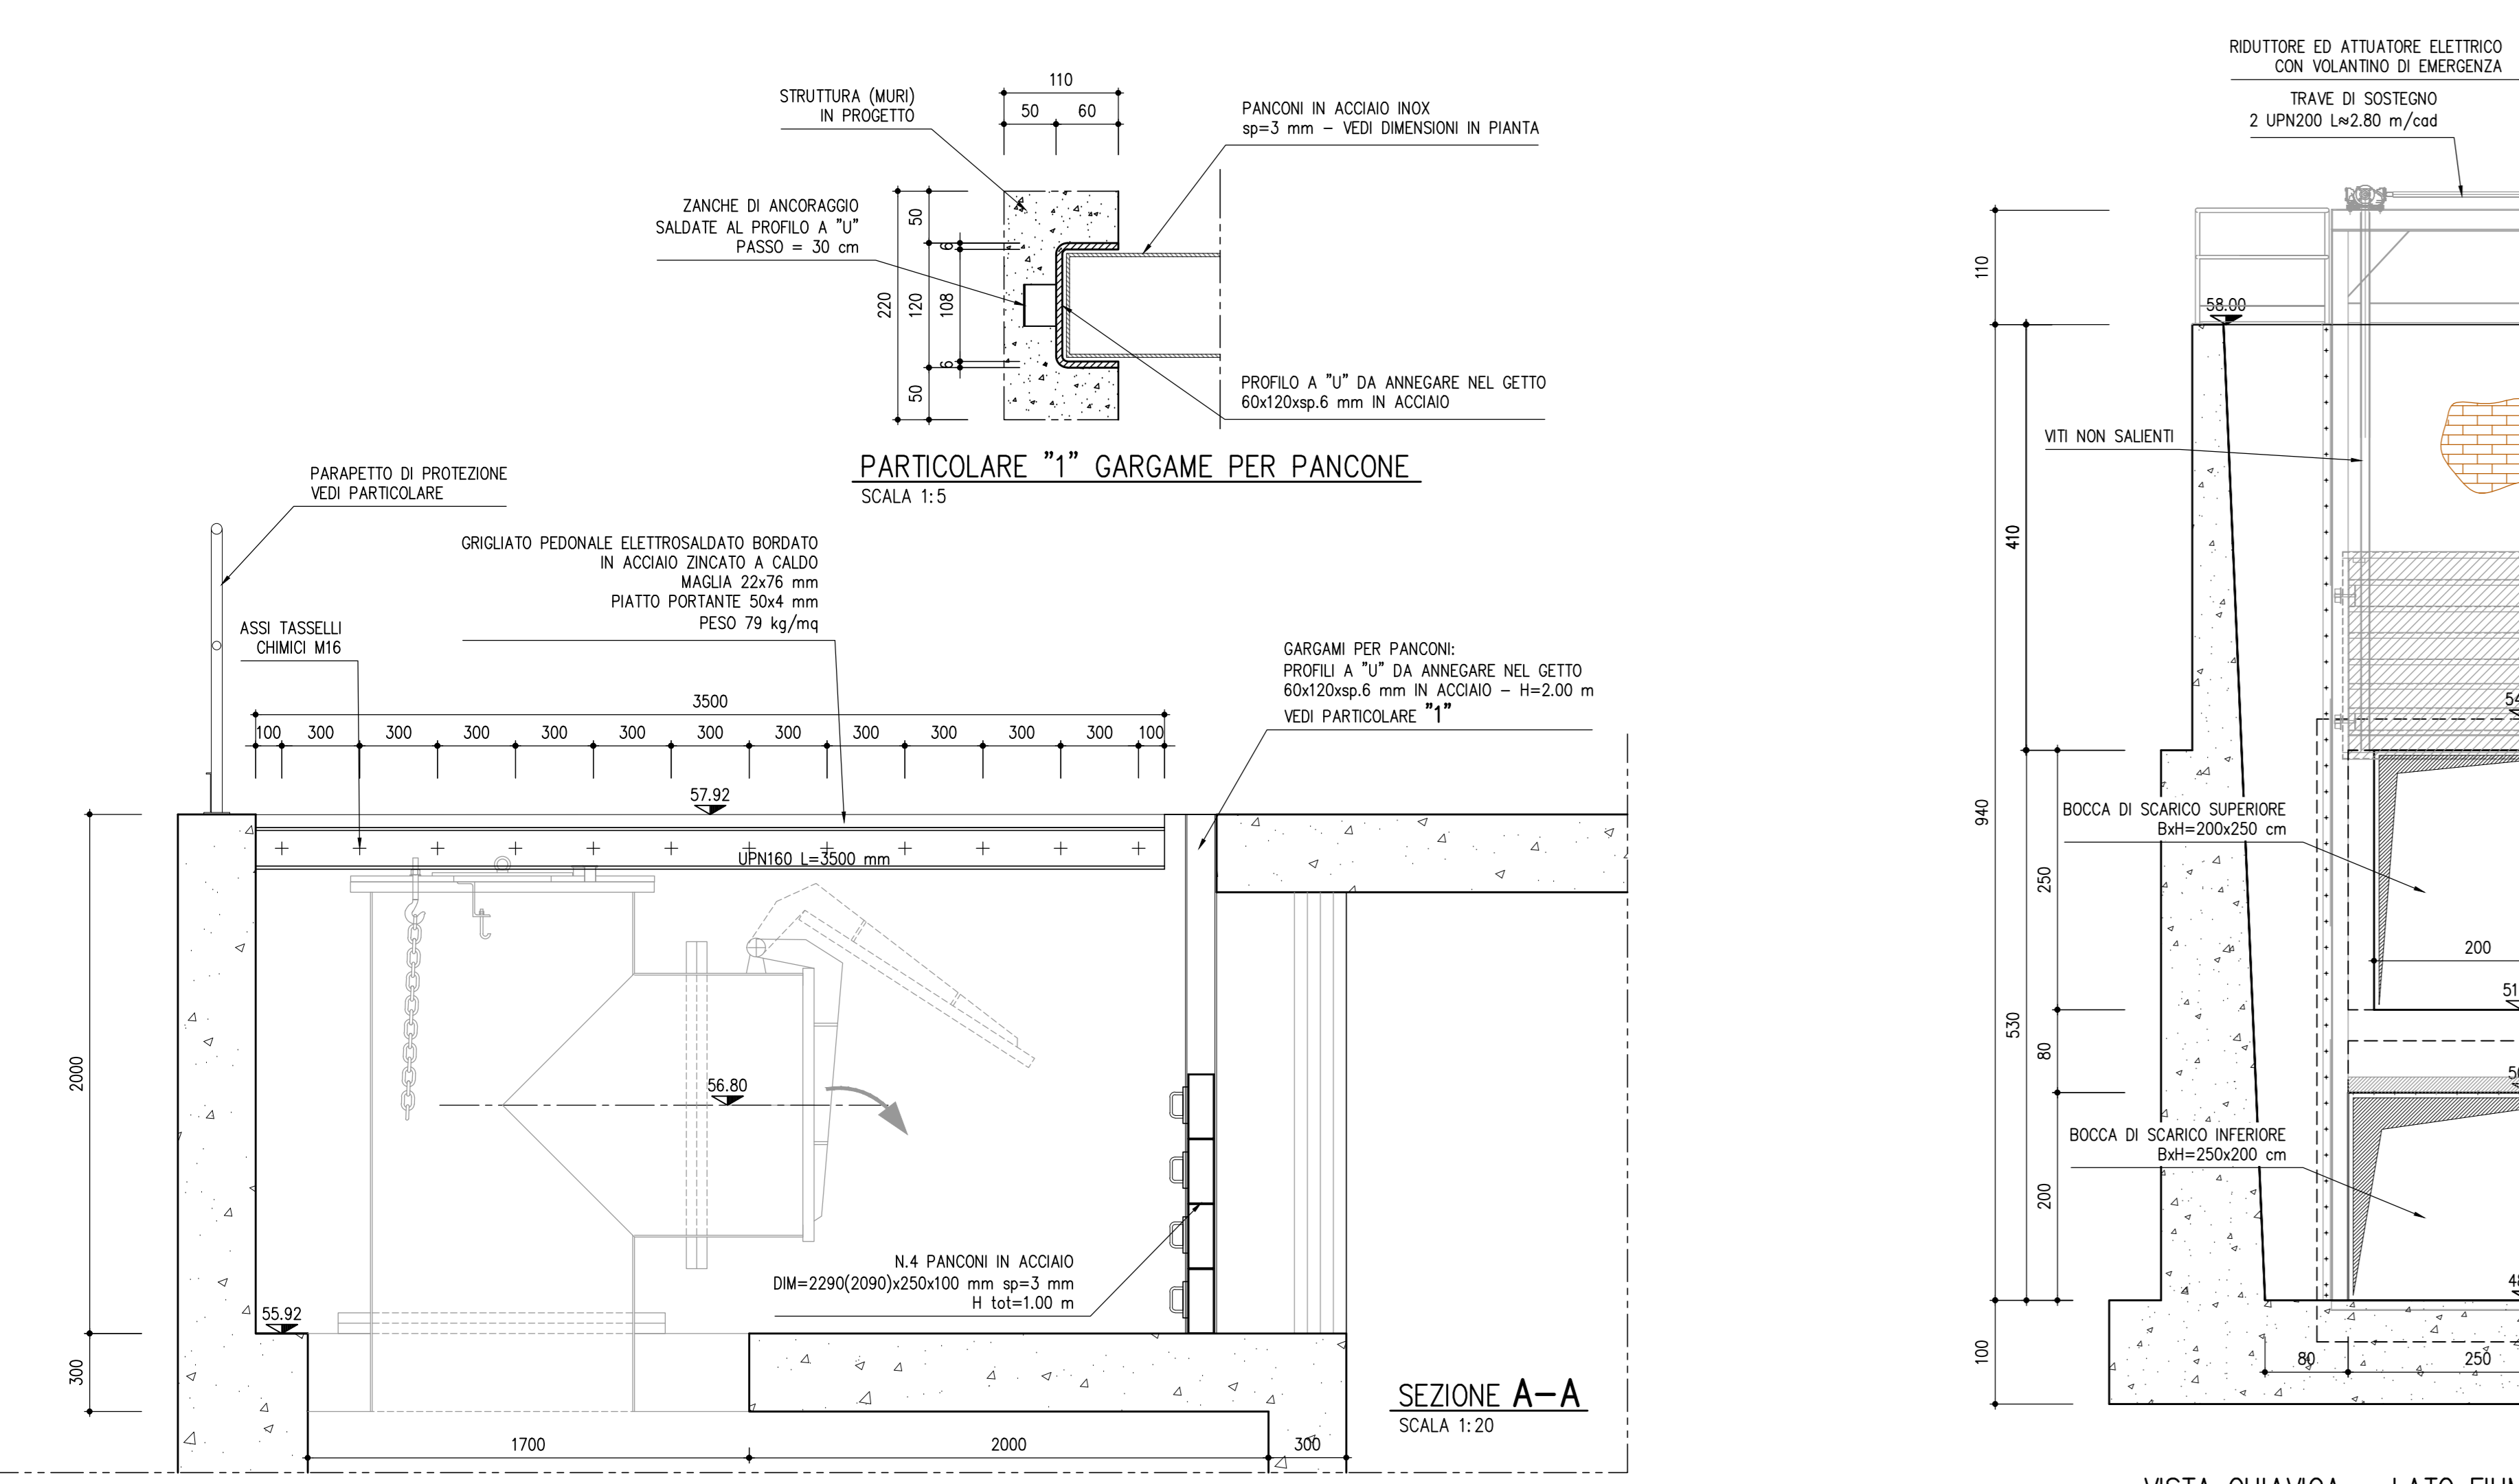 RIDUTTORE ED ATTUATORE ELETTRICO
CON VOLANTINO DI EMERGENZA
TRAVE DI SOSTEGNO
2 UPN200 L≈2.80 m/cad
STRUTTURA (MURI)
IN PROGETTO
110
50 60
PANCONI IN ACCIAIO INOX
sp=3 mm – VEDI DIMENSIONI IN PIANTA
ZANCHE DI ANCORAGGIO
SALDATE AL PROFILO A "U"
PASSO = 30 cm
220
50
120
50
6
108
6
PROFILO A "U" DA ANNEGARE NEL GETTO
60x120xsp.6 mm IN ACCIAIO
PARTICOLARE "1" GARGAME PER PANCONE
SCALA 1:5
PARAPETTO DI PROTEZIONE
VEDI PARTICOLARE
GRIGLIATO PEDONALE ELETTROSALDATO BORDATO
IN ACCIAIO ZINCATO A CALDO
MAGLIA 22x76 mm
PIATTO PORTANTE 50x4 mm
PESO 79 kg/mq
ASSI TASSELLI
CHIMICI M16
GARGAMI PER PANCONI:
PROFILI A "U" DA ANNEGARE NEL GETTO
60x120xsp.6 mm IN ACCIAIO – H=2.00 m
VEDI PARTICOLARE "1"
3500
100 300 300 300 300 300 300 300 300 300 300 300 100
57.92
UPN160 L=3500 mm
2000
300
56.80
55.92
N.4 PANCONI IN ACCIAIO
DIM=2290(2090)x250x100 mm sp=3 mm
H tot=1.00 m
1700 2000 300
SEZIONE A–A
SCALA 1:20
58.00
VITI NON SALIENTI
110
410
940
530
250
80
200
100
BOCCA DI SCARICO SUPERIORE
BxH=200x250 cm
200
BOCCA DI SCARICO INFERIORE
BxH=250x200 cm
80 250